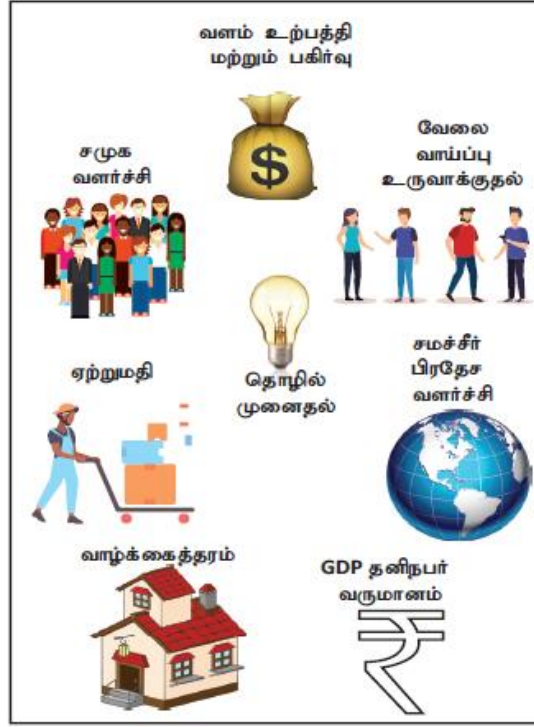 வளம் உற்பத்தி
மற்றும் பகிர்வு
சமுக
வளர்ச்சி
வேலை
வாய்ப்பு
உருவாக்குதல்
$
ஏற்றுமதி
தொழில்
முனைதல்
சமச்சீர்
பிரதேச
வளர்ச்சி
வாழ்க்கைத்தரம்
GDP தனிநபர்
வருமானம்
₹